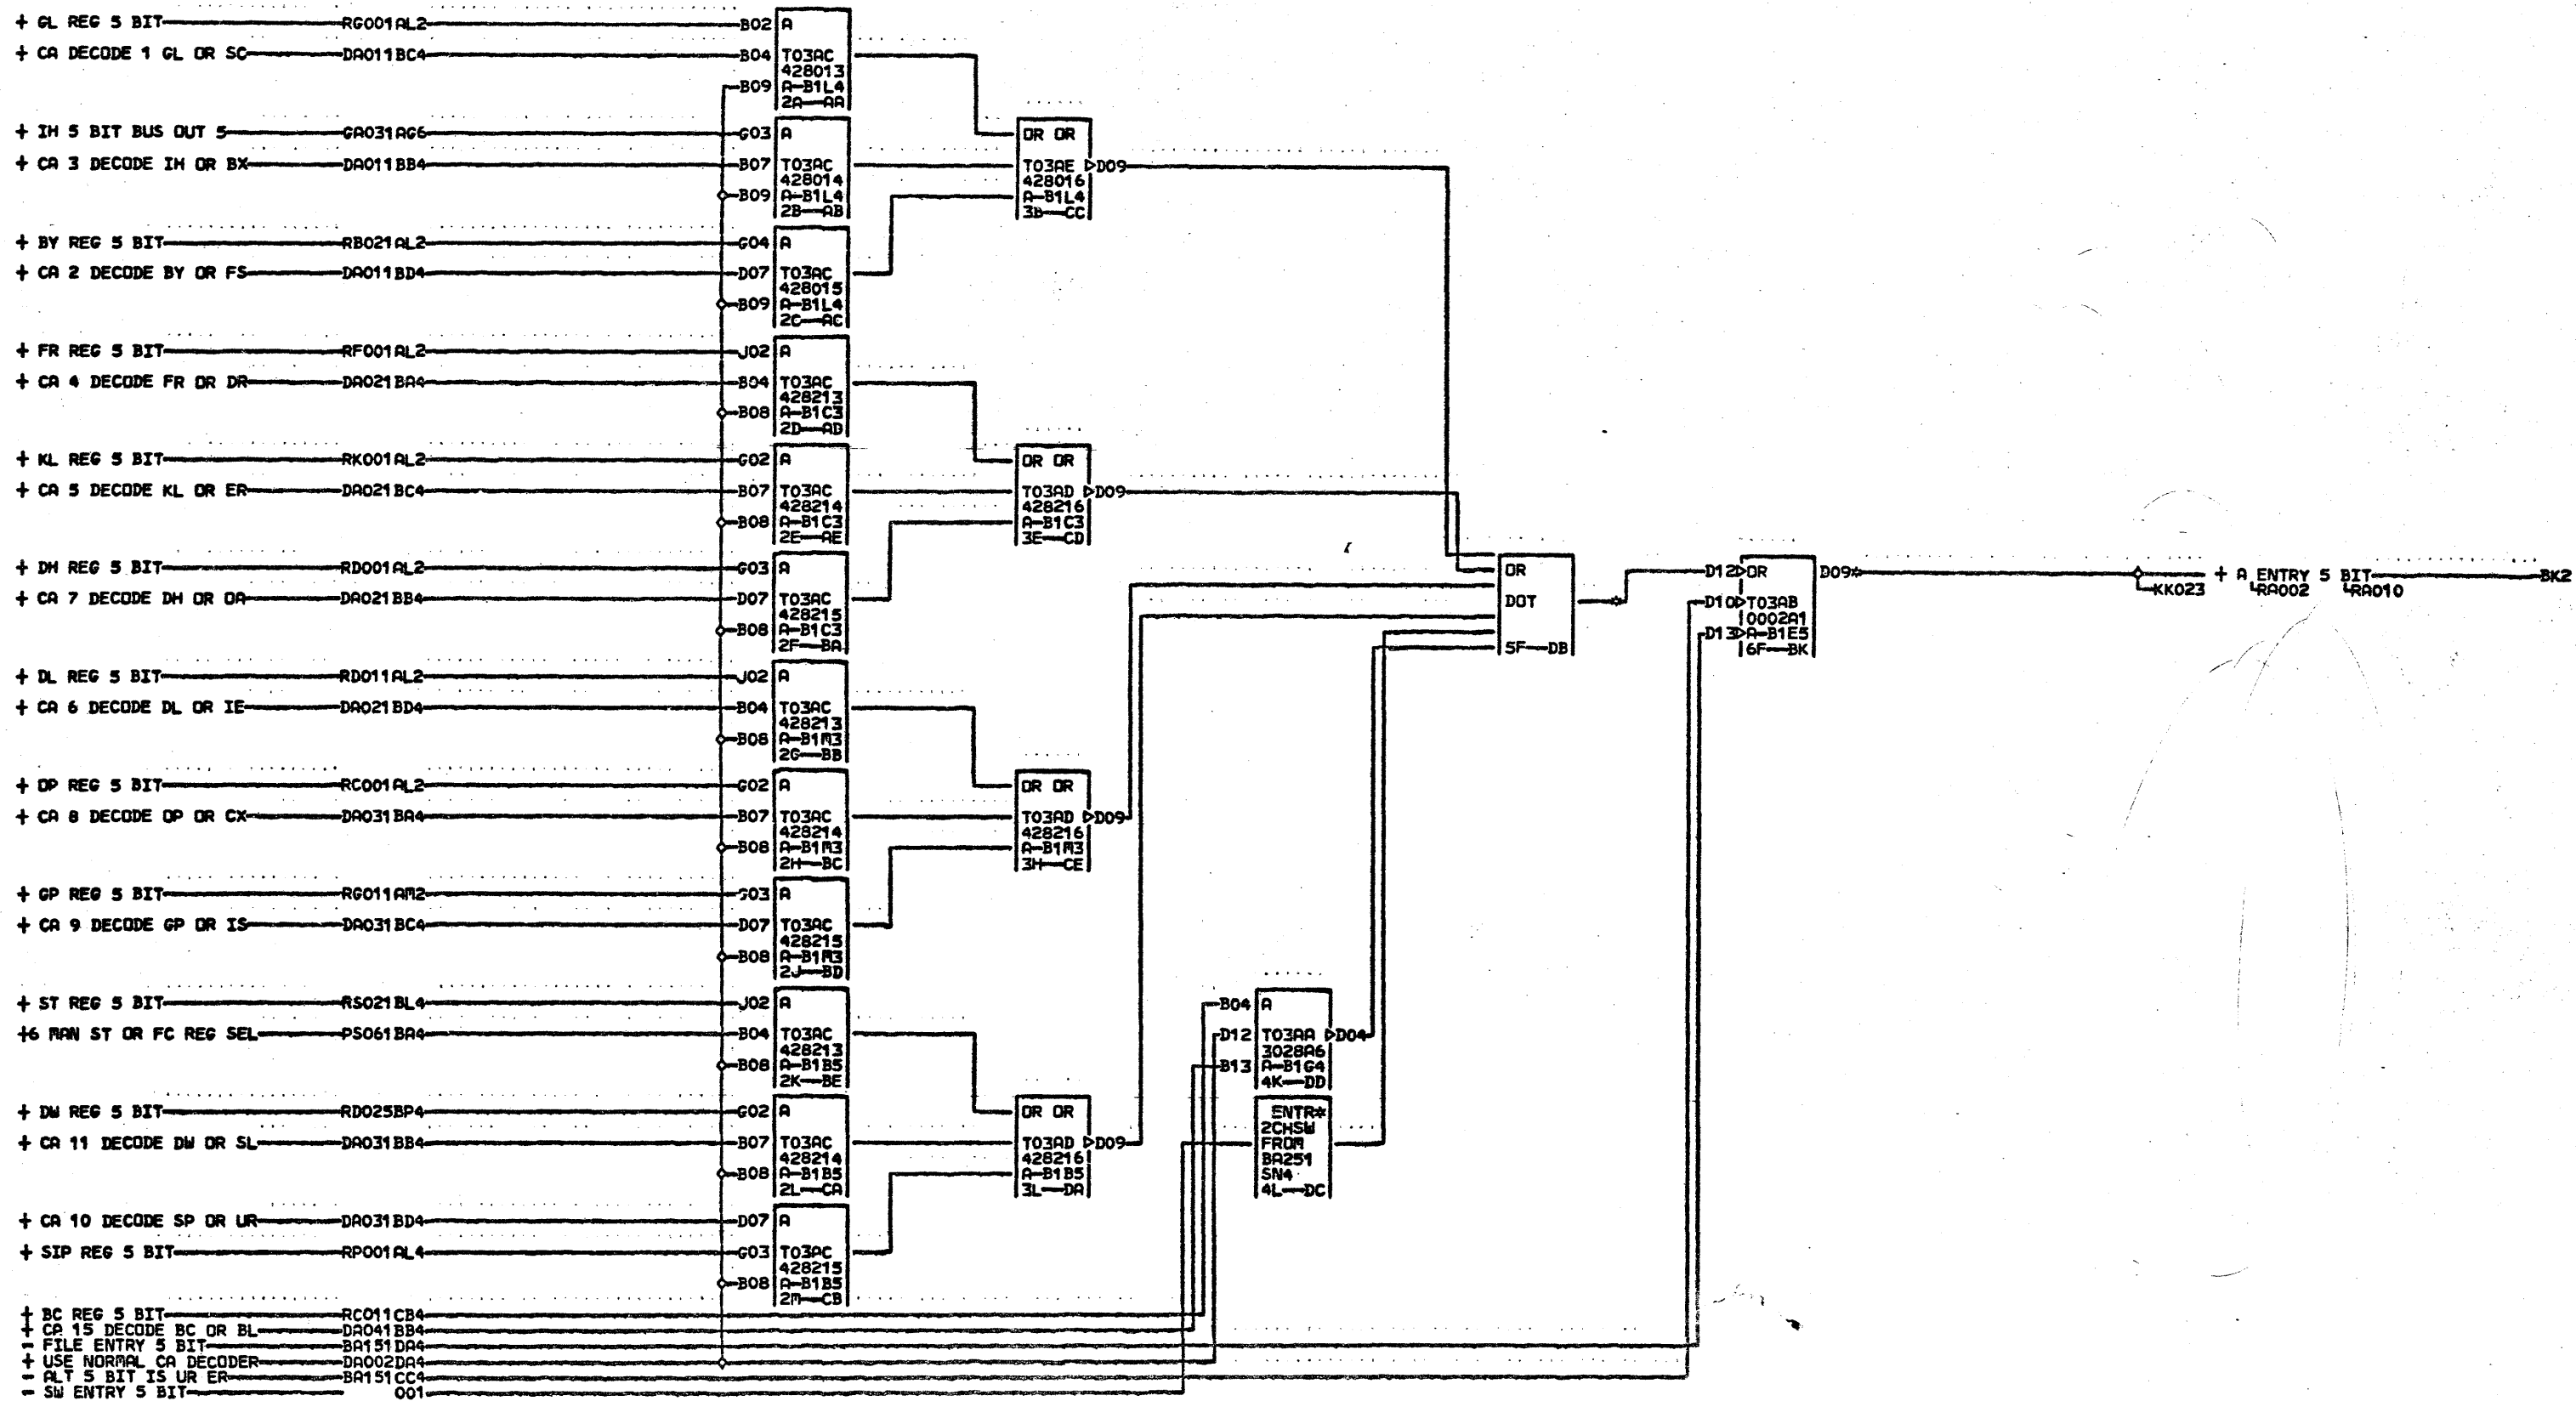 + GL REG 5 BIT RG001AL2 B02 A
+ CA DECODE 1 GL OR SC DA011BC4 B04 T03AC
428013
B09 A-B1L4
2A AA
+ IH 5 BIT BUS OUT 5 GA031AG6 G03 A OR OR
+ CA 3 DECODE IH OR BX DA011BB4 B07 T03AC T03AE D09
428014 428016
B09 A-B1L4 A-B1L4
2B AB 3B CC
+ BY REG 5 BIT RB021AL2 G04 A
+ CA 2 DECODE BY OR FS DA011BD4 D07 T03AC
428015
B09 A-B1L4
2C AC
+ FR REG 5 BIT RF001AL2 J02 A
+ CA 4 DECODE FR OR DR DA021BA4 B04 T03AC
428213
B08 A-B1C3
2D AD
+ KL REG 5 BIT RK001AL2 G02 A OR OR
+ CA 5 DECODE KL OR ER DA021BC4 B07 T03AC T03AD D09
428214 428216
B08 A-B1C3 A-B1C3
2E AE 3E CD
+ DH REG 5 BIT RD001AL2 G03 A OR D12 OR D09* + A ENTRY 5 BIT BK2
KK023 RA002 RA010
+ CA 7 DECODE DH OR OA DA021BB4 D07 T03AC DOT D10 T03AB
428215 0002A1
B08 A-B1C3 D13 A-B1E5
2F BA 5F DB 6F BK
+ DL REG 5 BIT RD011AL2 J02 A
+ CA 6 DECODE DL OR IE DA021BD4 B04 T03AC
428213
B08 A-B1M3
2G BB
+ OP REG 5 BIT RC001AL2 G02 A OR OR
+ CA 8 DECODE OP OR CX DA031BA4 B07 T03AC T03AD D09
428214 428216
B08 A-B1M3 A-B1M3
2H BC 3H CE
+ GP REG 5 BIT RG011AM2 G03 A
+ CA 9 DECODE GP OR IS DA031BC4 D07 T03AC
428215
B08 A-B1M3
2J BD
+ ST REG 5 BIT RS021BL4 J02 A B04 A
+6 MAN ST OR FC REG SEL PS061BA4 B04 T03AC D12 T03AA D04
428213 3028A6
B08 A-B1B5 B13 A-B1G4
2K BE 4K DD
+ DW REG 5 BIT RD025BP4 G02 A OR OR ENTR*
2CHSW
+ CA 11 DECODE DW OR SL DA031BB4 B07 T03AC T03AD D09 FROM
428214 428216 BA251
B08 A-B1B5 A-B1B5 SN4
2L CA 3L DA 4L DC
+ CA 10 DECODE SP OR UR DA031BD4 D07 A
+ SIP REG 5 BIT RP001AL4 G03 T03AC
428215
B08 A-B1B5
2M CB
+ BC REG 5 BIT RC011CB4
+ CA 15 DECODE BC OR BL DA041BB4
- FILE ENTRY 5 BIT BA151DA4
+ USE NORMAL CA DECODER DA002DA4
- ALT 5 BIT IS UR ER BA151CC4
- SW ENTRY 5 BIT 001